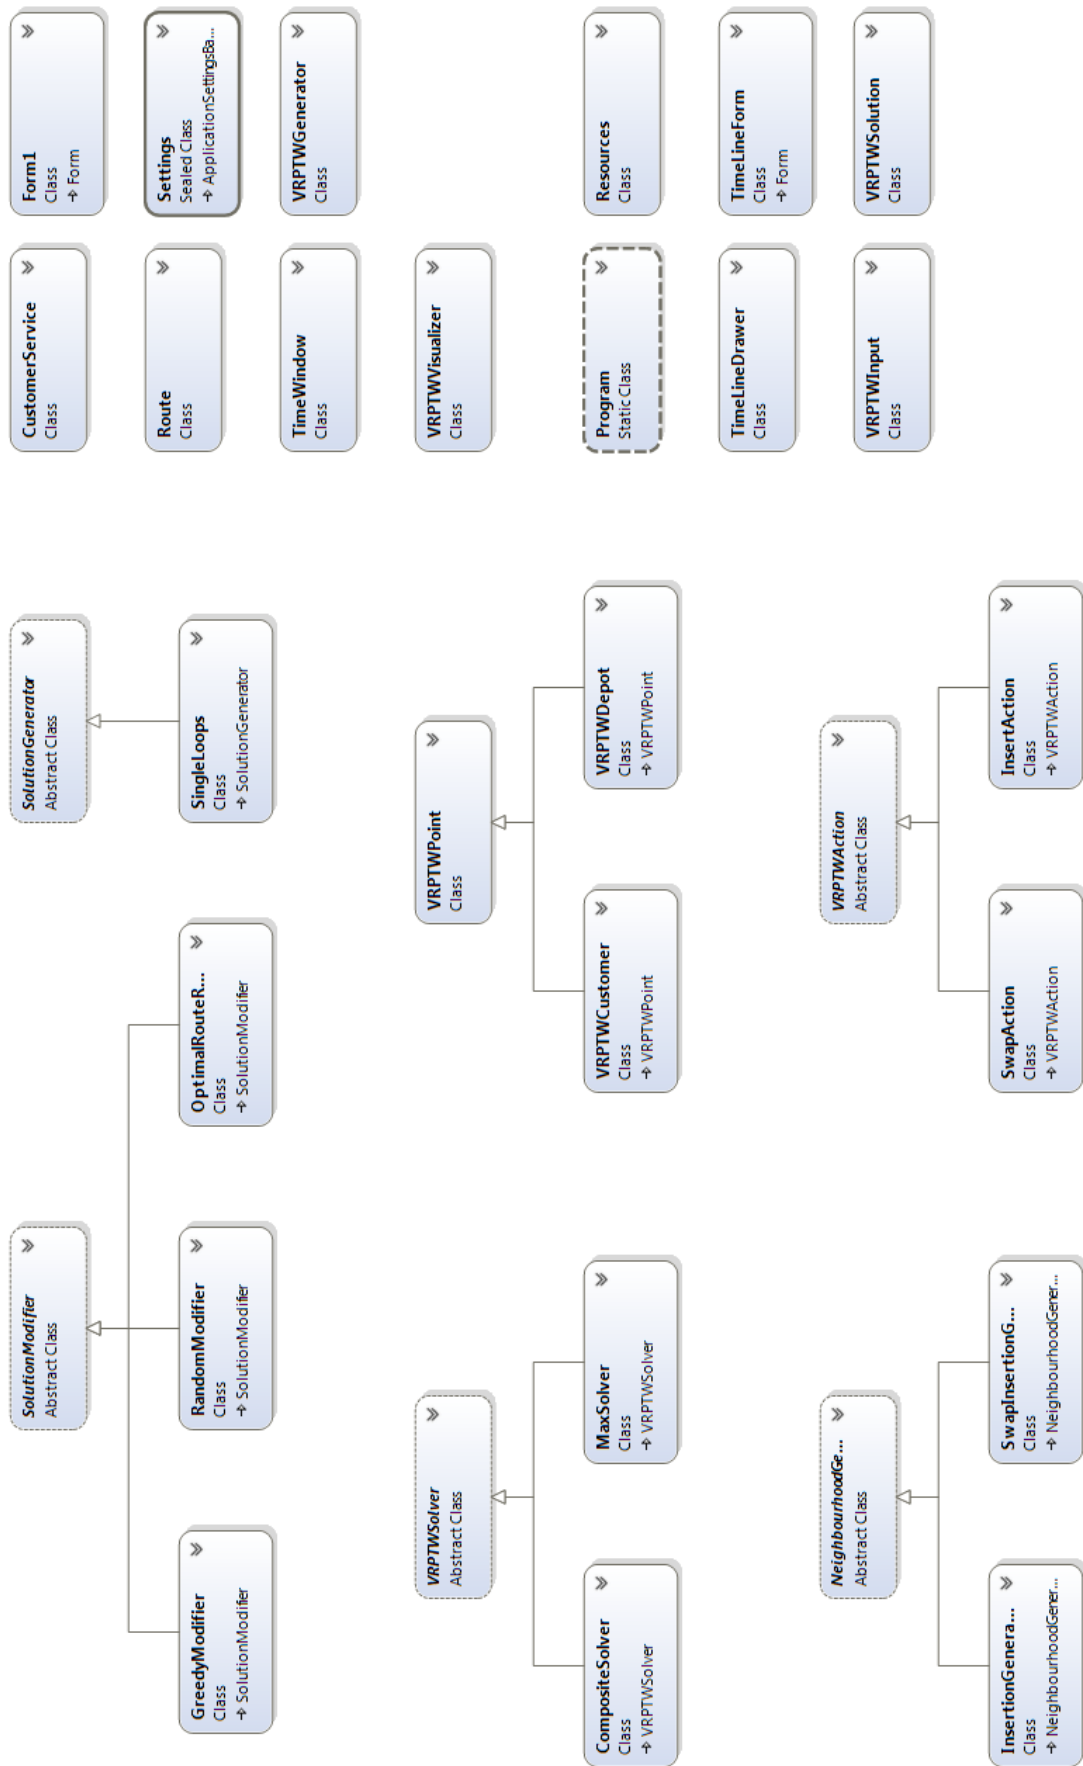 SolutionModifier
Abstract Class
GreedyModifier
Class
SolutionModifier
RandomModifier
Class
SolutionModifier
OptimalRouteR...
Class
SolutionModifier
SolutionGenerator
Abstract Class
SingleLoops
Class
SolutionGenerator
CustomerService
Class
Form1
Class
Form
Route
Class
Settings
Sealed Class
ApplicationSettingsBa...
TimeWindow
Class
VRPTWGenerator
Class
VRPTWVisualizer
Class
VRPTWSolver
Abstract Class
CompositeSolver
Class
VRPTWSolver
MaxSolver
Class
VRPTWSolver
VRPTWPoint
Class
VRPTWCustomer
Class
VRPTWPoint
VRPTWDepot
Class
VRPTWPoint
Program
Static Class
Resources
Class
TimeLineDrawer
Class
TimeLineForm
Class
Form
VRPTWInput
Class
VRPTWSolution
Class
NeighbourhoodGe...
Abstract Class
InsertionGenera...
Class
NeighbourhoodGener...
SwapInsertionG...
Class
NeighbourhoodGener...
VRPTWAction
Abstract Class
SwapAction
Class
VRPTWAction
InsertAction
Class
VRPTWAction